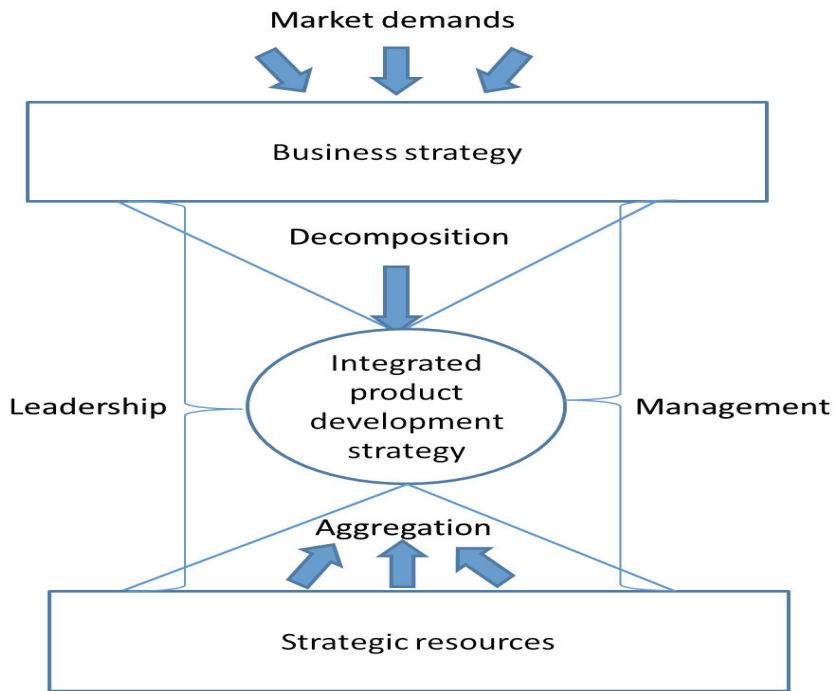 Market demands
Business strategy
Decomposition
Integrated
product
development
strategy
Leadership
Management
Aggregation
Strategic resources